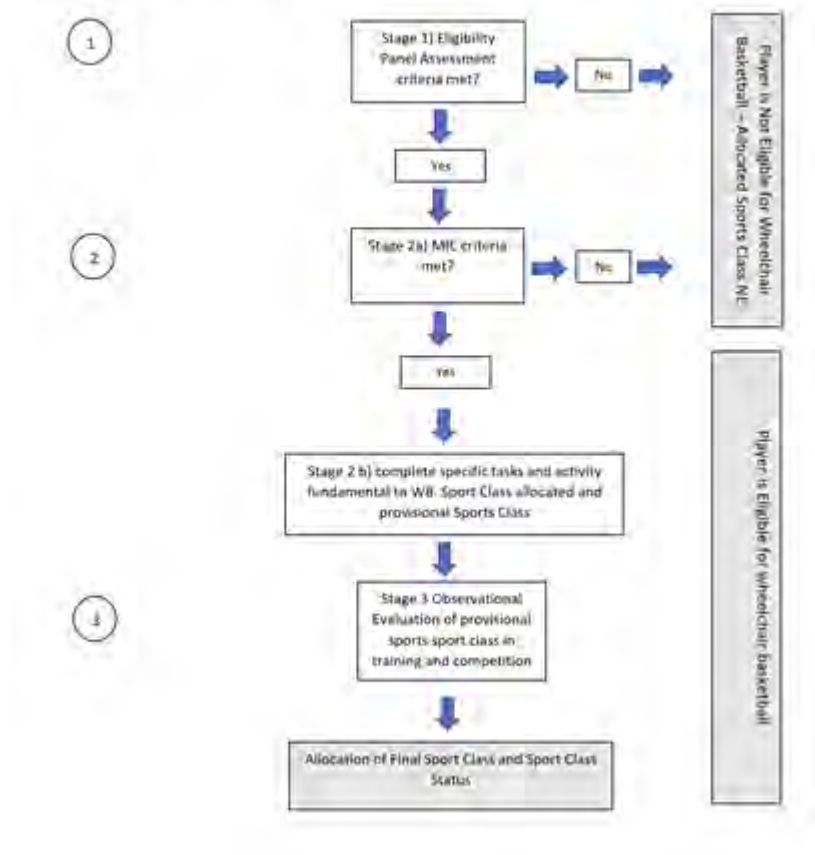 1
Stage 1) Eligibility
Panel Assessment
criteria met?
No
Yes
Player is Not Eligible for Wheelchair
Basketball – Allocated Sports Class NE
2
Stage 2a) MIC criteria
met?
No
Yes
Stage 2 b) complete specific tasks and activity
fundamental to WB. Sport Class allocated and
provisional Sports Class
Player is Eligible for wheelchair basketball
3
Stage 3 Observational
Evaluation of provisional
sports sport class in
training and competition
Allocation of Final Sport Class and Sport Class
Status